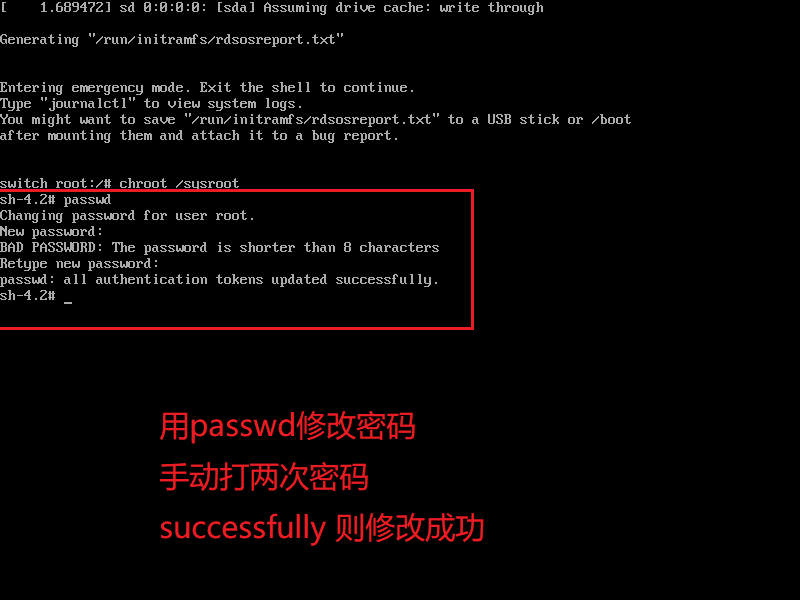 [    1.689472] sd 0:0:0:0: [sda] Assuming drive cache: write through
Generating "/run/initramfs/rdsosreport.txt"
Entering emergency mode. Exit the shell to continue.
Type "journalctl" to view system logs.
You might want to save "/run/initramfs/rdsosreport.txt" to a USB stick or /boot
after mounting them and attach it to a bug report.
switch_root:/# chroot /sysroot
sh-4.2# passwd
Changing password for user root.
New password:
BAD PASSWORD: The password is shorter than 8 characters
Retype new password:
passwd: all authentication tokens updated successfully.
sh-4.2# _
用passwd修改密码
手动打两次密码
successfully 则修改成功